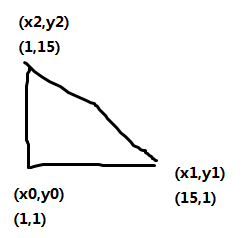 (x2,y2)
(1,15)
(x1,y1)
(15,1)
(x0,y0)
(1,1)